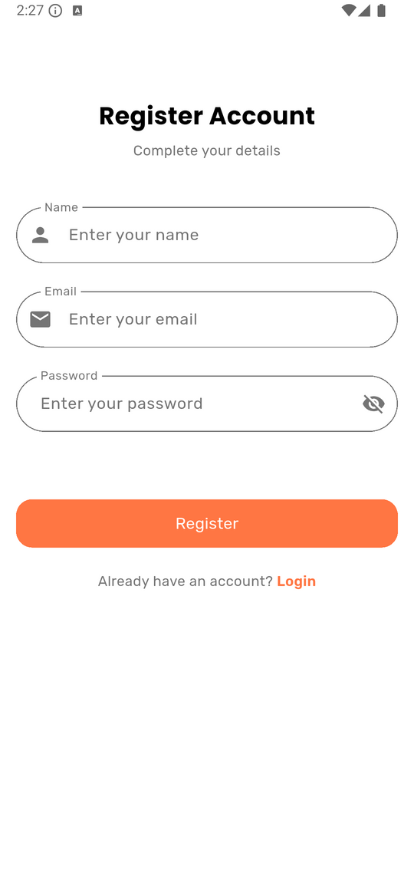 2:27
Register Account
Complete your details
Name
Enter your name
Email
Enter your email
Password
Enter your password
Register
Already have an account? Login